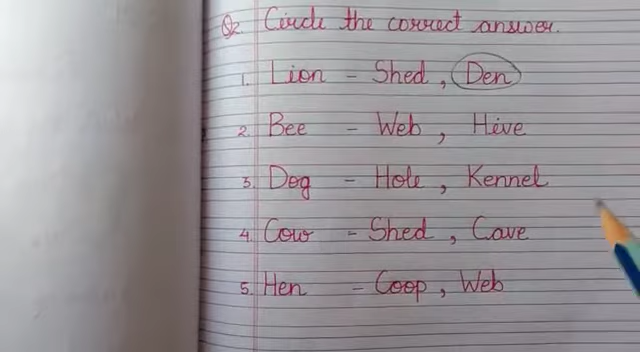 Q2. Circle the correct answer.
1. Lion - Shed, Den
2. Bee - Web, Hive
3. Dog - Hole, Kennel
4. Cow - Shed, Cave
5. Hen - Coop, Web